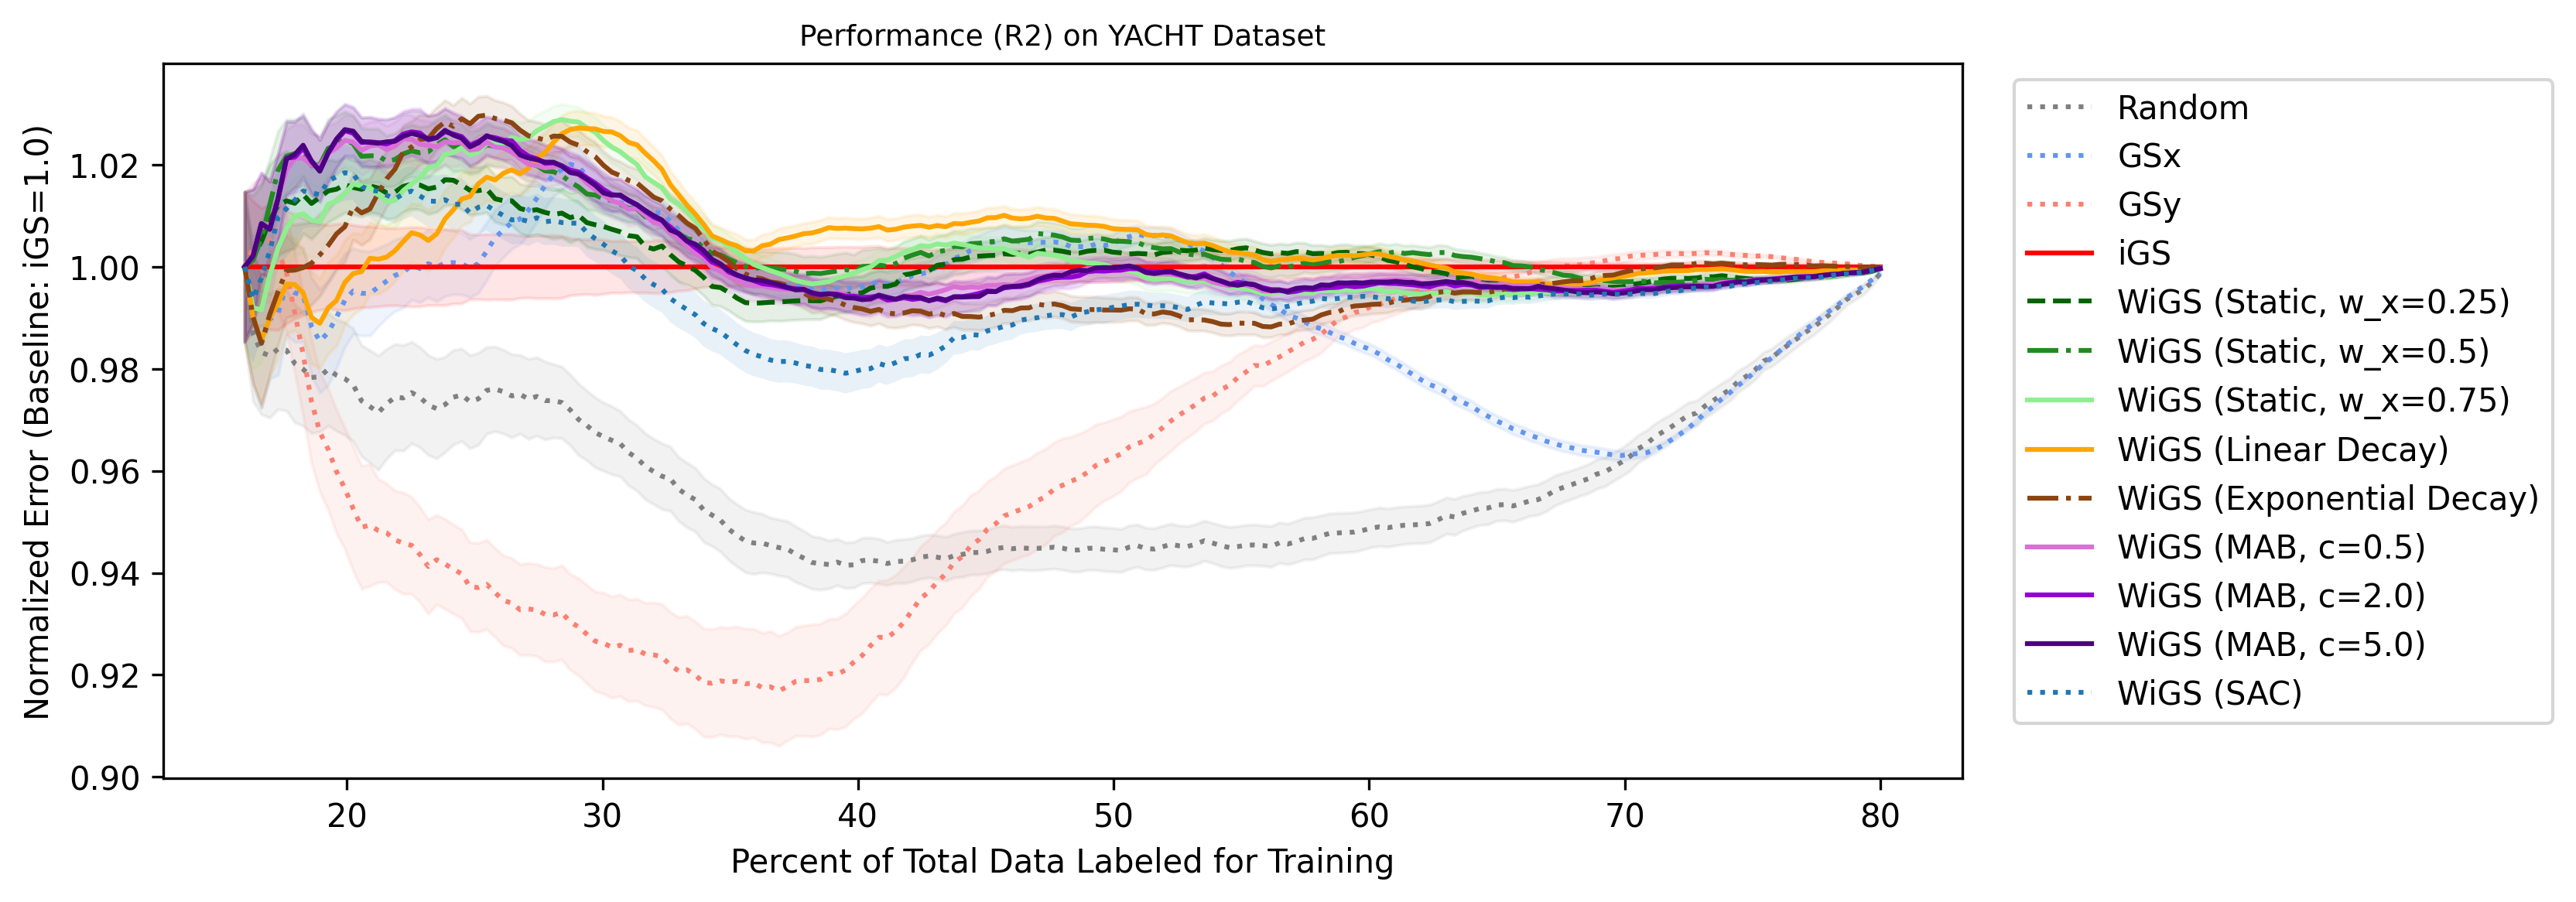 Performance (R2) on YACHT Dataset
Normalized Error (Baseline: iGS=1.0)
1.02
1.00
0.98
0.96
0.94
0.92
0.90
20 30 40 50 60 70 80
Percent of Total Data Labeled for Training
Random
GSx
GSy
iGS
WiGS (Static, w_x=0.25)
WiGS (Static, w_x=0.5)
WiGS (Static, w_x=0.75)
WiGS (Linear Decay)
WiGS (Exponential Decay)
WiGS (MAB, c=0.5)
WiGS (MAB, c=2.0)
WiGS (MAB, c=5.0)
WiGS (SAC)